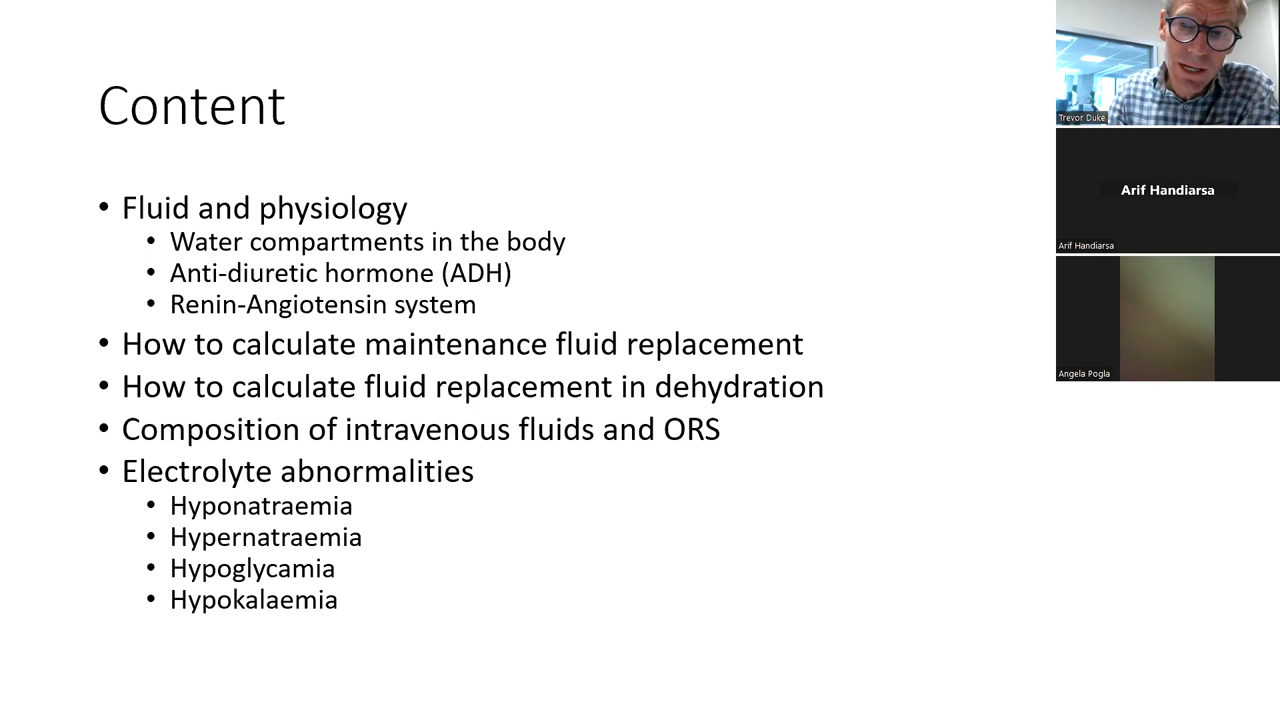 Content
• Fluid and physiology
• Water compartments in the body
• Anti-diuretic hormone (ADH)
• Renin-Angiotensin system
• How to calculate maintenance fluid replacement
• How to calculate fluid replacement in dehydration
• Composition of intravenous fluids and ORS
• Electrolyte abnormalities
• Hyponatraemia
• Hypernatraemia
• Hypoglycamia
• Hypokalaemia
Trevor Duke
Arif Handiarsa
Arif Handiarsa
Angela Pogla